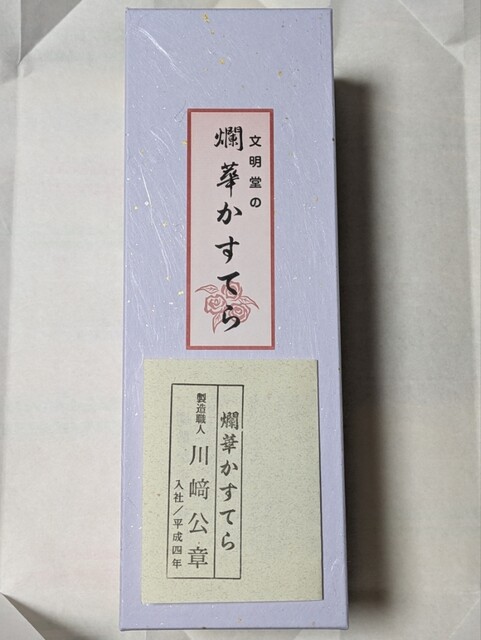 文明堂の
爛華かすてら
爛華かすてら
製造職人
川﨑公章
入社/平成四年